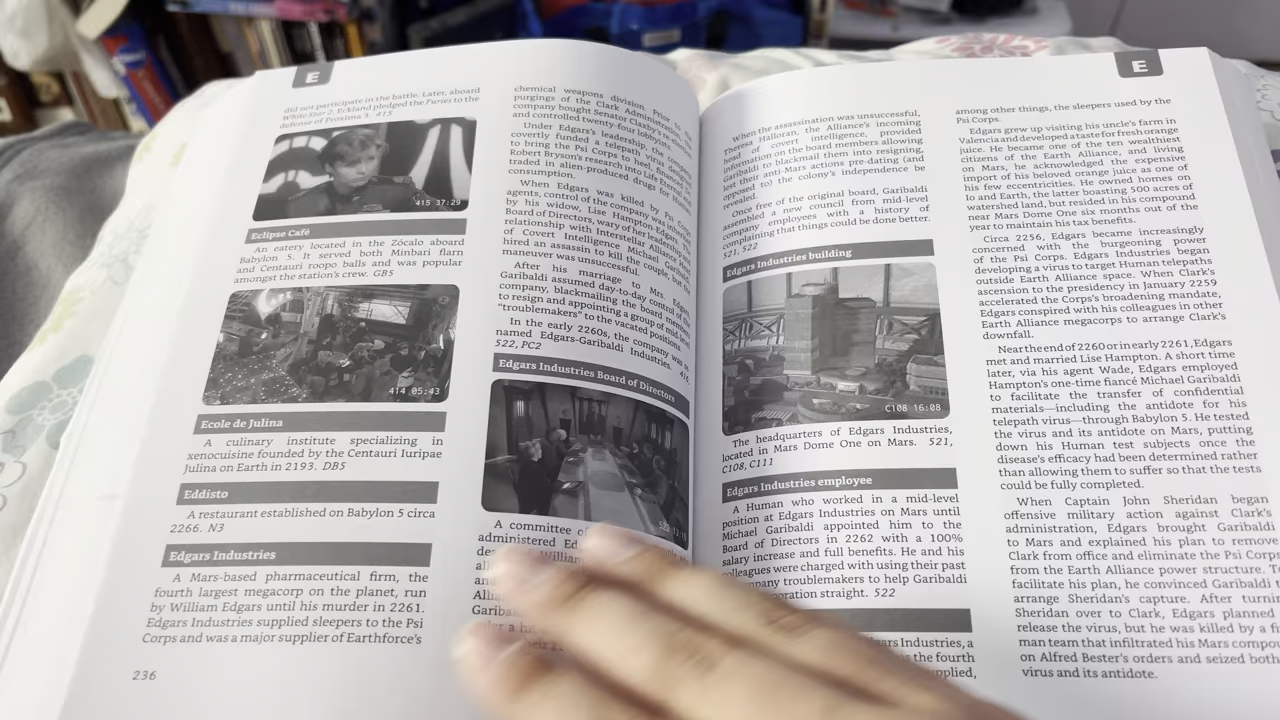 E
did not participate in the battle. Later, aboard
White Star 2, Eckland pledged the Furies to the
defense of Proxima 3. 415
415 37:29
Eclipse Café
An eatery located in the Zócalo aboard
Babylon 5. It served both Minbari flarn
and Centauri roopo balls and was popular
amongst the station's crew. GB5
414 05:43
Ecole de Julina
A culinary institute specializing in
xenocuisine founded by the Centauri Iuripae
Julina on Earth in 2193. DB5
Eddisto
A restaurant established on Babylon 5 circa
2266. N3
Edgars Industries
A Mars-based pharmaceutical firm, the
fourth largest megacorp on the planet, run
by William Edgars until his murder in 2261.
Edgars Industries supplied sleepers to the Psi
Corps and was a major supplier of Earthforce's
236
chemical weapons division. Prior to the
purgings of the Clark Administration, the
company bought Senator Claxby's re-election
and controlled twenty-four lobbyists.
Under Edgars's leadership, the company
covertly funded a telepath virus designed
to bring the Psi Corps to heel, financed Dr.
Robert Bryson's research into Life Eternal, and
traded in alien-produced drugs for Human
consumption.
When Edgars was killed by Psi Corps
agents, control of the company was inherited
by his widow, Lise Hampton-Edgars. The
Board of Directors, wary of her leadership and
relationship with Interstellar Alliance Head
of Covert Intelligence Michael Garibaldi,
hired an assassin to kill the couple, but the
maneuver was unsuccessful.
After his marriage to Mrs. Edgars,
Garibaldi assumed day-to-day control of the
company, blackmailing the board members
to resign and appointing a group of mid-level
"troublemakers" to the vacated positions.
In the early 2260s, the company was
named Edgars-Garibaldi Industries. 416,
522, PC2
Edgars Industries Board of Directors
A committee of
administered Ed
William
and
Allia
Garibal
E
When the assassination was unsuccessful,
Theresa Halloran, the Alliance's incoming
head of covert intelligence, provided
information on the board members allowing
Garibaldi to blackmail them into resigning,
lest their anti-Mars actions pre-dating (and
opposed to) the colony's independence be
revealed.
Once free of the original board, Garibaldi
assembled a new council from mid-level
company employees with a history of
complaining that things could be done better.
521, 522
Edgars Industries building
C108 16:08
The headquarters of Edgars Industries,
located in Mars Dome One on Mars. 521,
C108, C111
Edgars Industries employee
A Human who worked in a mid-level
position at Edgars Industries on Mars until
Michael Garibaldi appointed him to the
Board of Directors in 2262 with a 100%
salary increase and full benefits. He and his
colleagues were charged with using their past
company troublemakers to help Garibaldi
oration straight. 522
Industries, a
the fourth
upplied,
among other things, the sleepers used by the
Psi Corps.
Edgars grew up visiting his uncle's farm in
Valencia and developed a taste for fresh orange
juice. He became one of the ten wealthiest
citizens of the Earth Alliance, and living
on Mars, he acknowledged the expensive
import of his beloved orange juice as one of
his few eccentricities. He owned homes on
Io and Earth, the latter boasting 500 acres of
watershed land, but resided in his compound
near Mars Dome One six months out of the
year to maintain his tax benefits.
Circa 2256, Edgars became increasingly
concerned with the burgeoning power
of the Psi Corps. Edgars Industries began
developing a virus to target Human telepaths
outside Earth Alliance space. When Clark's
ascension to the presidency in January 2259
accelerated the Corps's broadening mandate,
Edgars conspired with his colleagues in other
Earth Alliance megacorps to arrange Clark's
downfall.
Near the end of 2260 or in early 2261, Edgars
met and married Lise Hampton. A short time
later, via his agent Wade, Edgars employed
Hampton's one-time fiancé Michael Garibaldi
to facilitate the transfer of confidential
materials—including the antidote for his
telepath virus—through Babylon 5. He tested
the virus and its antidote on Mars, putting
down his Human test subjects once the
disease's efficacy had been determined rather
than allowing them to suffer so that the tests
could be fully completed.
When Captain John Sheridan began
offensive military action against Clark's
administration, Edgars brought Garibaldi
to Mars and explained his plan to remove
Clark from office and eliminate the Psi Corps
from the Earth Alliance power structure. To
facilitate his plan, he convinced Garibaldi
arrange Sheridan's capture. After turnin
Sheridan over to Clark, Edgars planned
release the virus, but he was killed by a fi
man team that infiltrated his Mars compou
on Alfred Bester's orders and seized both
virus and its antidote.